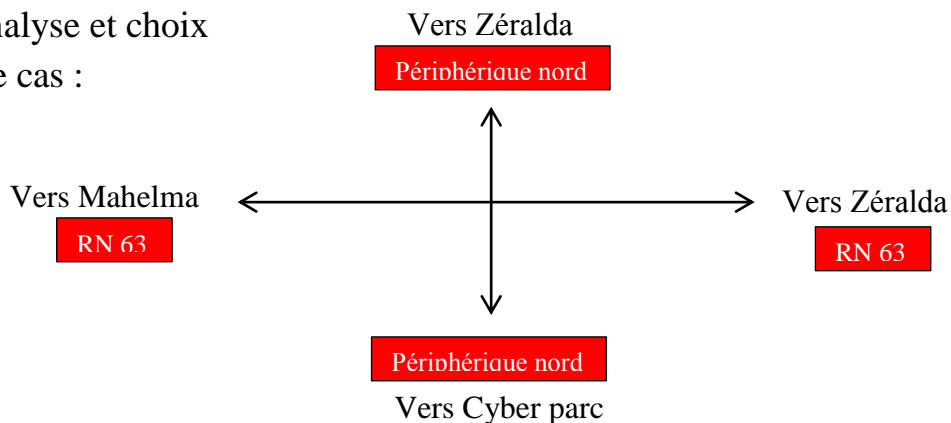 nalyse et choix
e cas :
Vers Zéralda
Périphérique nord
Vers Mahelma
RN 63
Vers Zéralda
RN 63
Périphérique nord
Vers Cyber parc